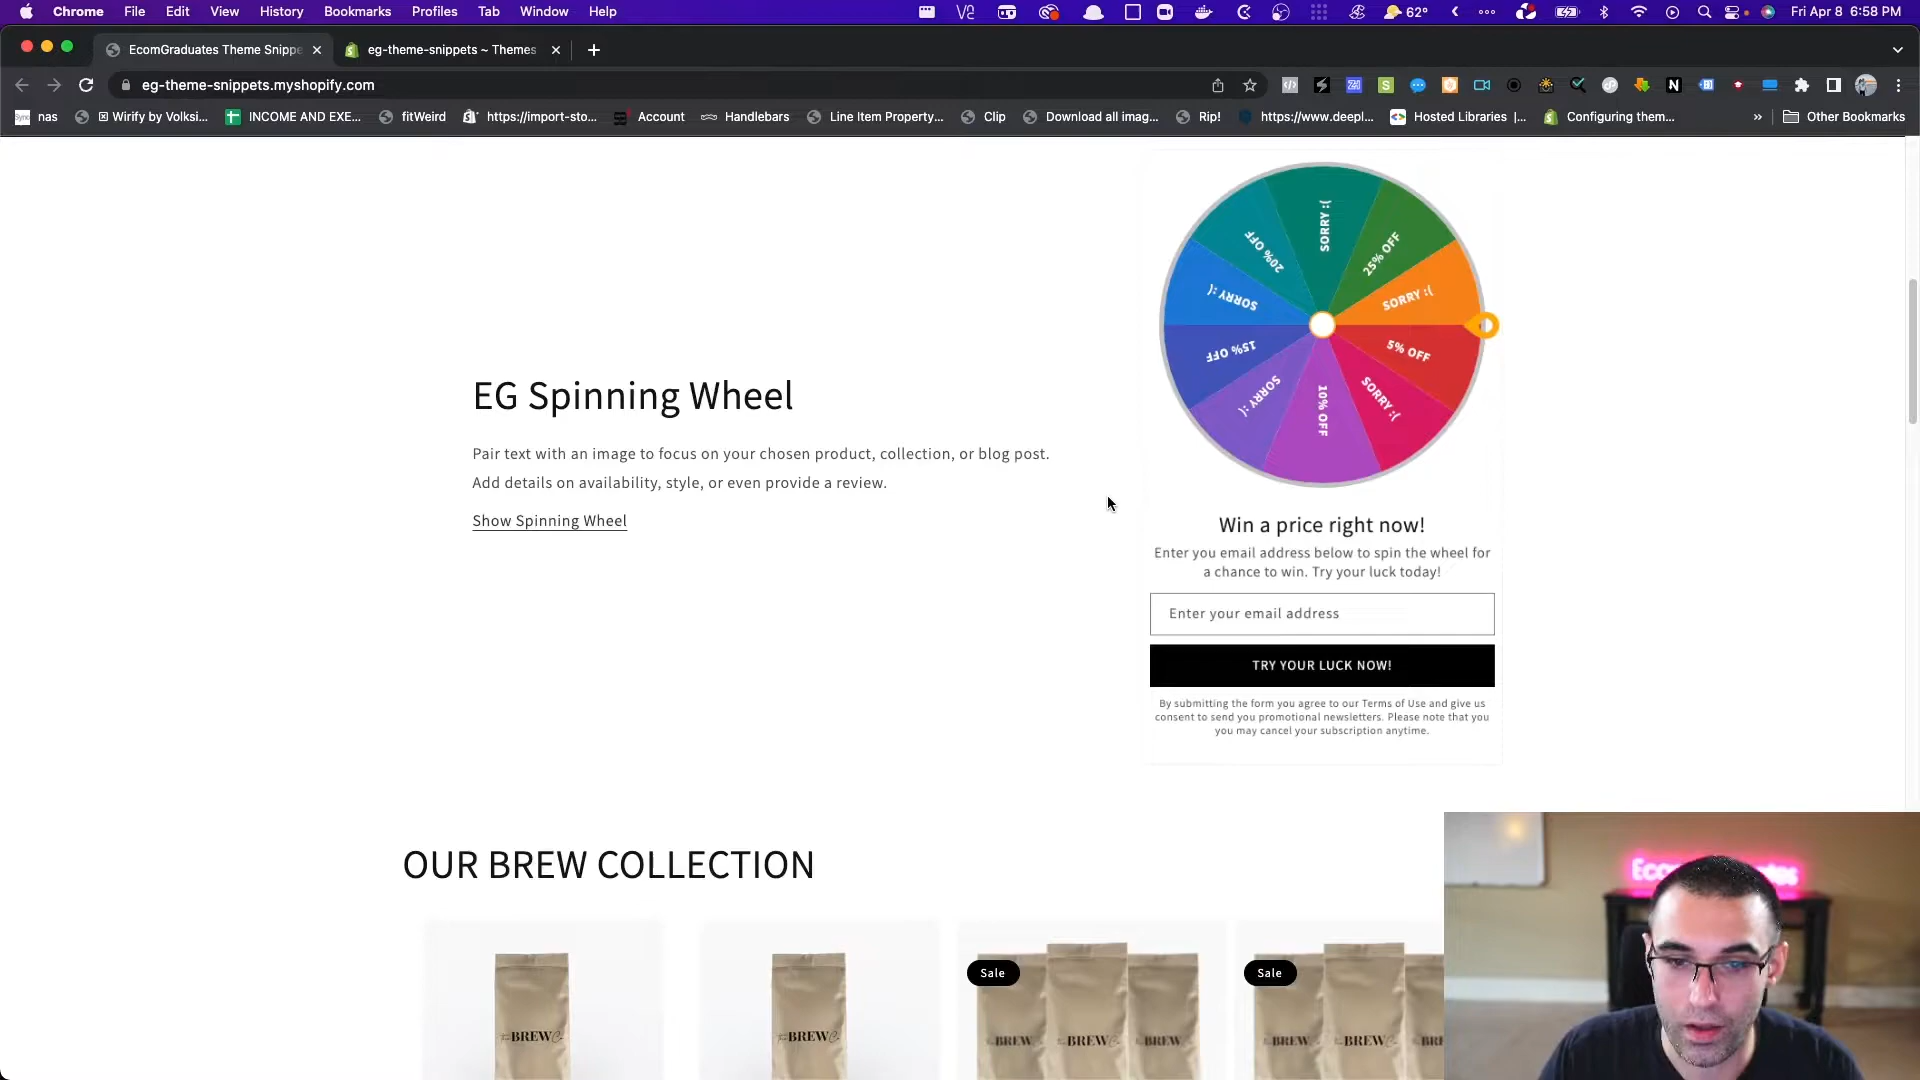 Chrome File Edit View History Bookmarks Profiles Tab Window Help 62° Fri Apr 8 6:58 PM
EcomGraduates Theme Snippe eg-theme-snippets ~ Themes
eg-theme-snippets.myshopify.com
nas Wirify by Volksi... INCOME AND EXE... fitWeird https://import-sto... Account Handlebars Line Item Property... Clip Download all imag... Rip! https://www.deepl... Hosted Libraries |... Configuring them... » Other Bookmarks
SORRY :(
25% OFF
SORRY :(
5% OFF
SORRY :(
10% OFF
SORRY :(
15% OFF
SORRY :(
20% OFF
EG Spinning Wheel
Pair text with an image to focus on your chosen product, collection, or blog post.
Add details on availability, style, or even provide a review.
Show Spinning Wheel
Win a price right now!
Enter you email address below to spin the wheel for
a chance to win. Try your luck today!
Enter your email address
TRY YOUR LUCK NOW!
By submitting the form you agree to our Terms of Use and give us
consent to send you promotional newsletters. Please note that you
you may cancel your subscription anytime.
OUR BREW COLLECTION
Sale
Sale
BREW
BREW
BREW
BREW
BREW
BREW